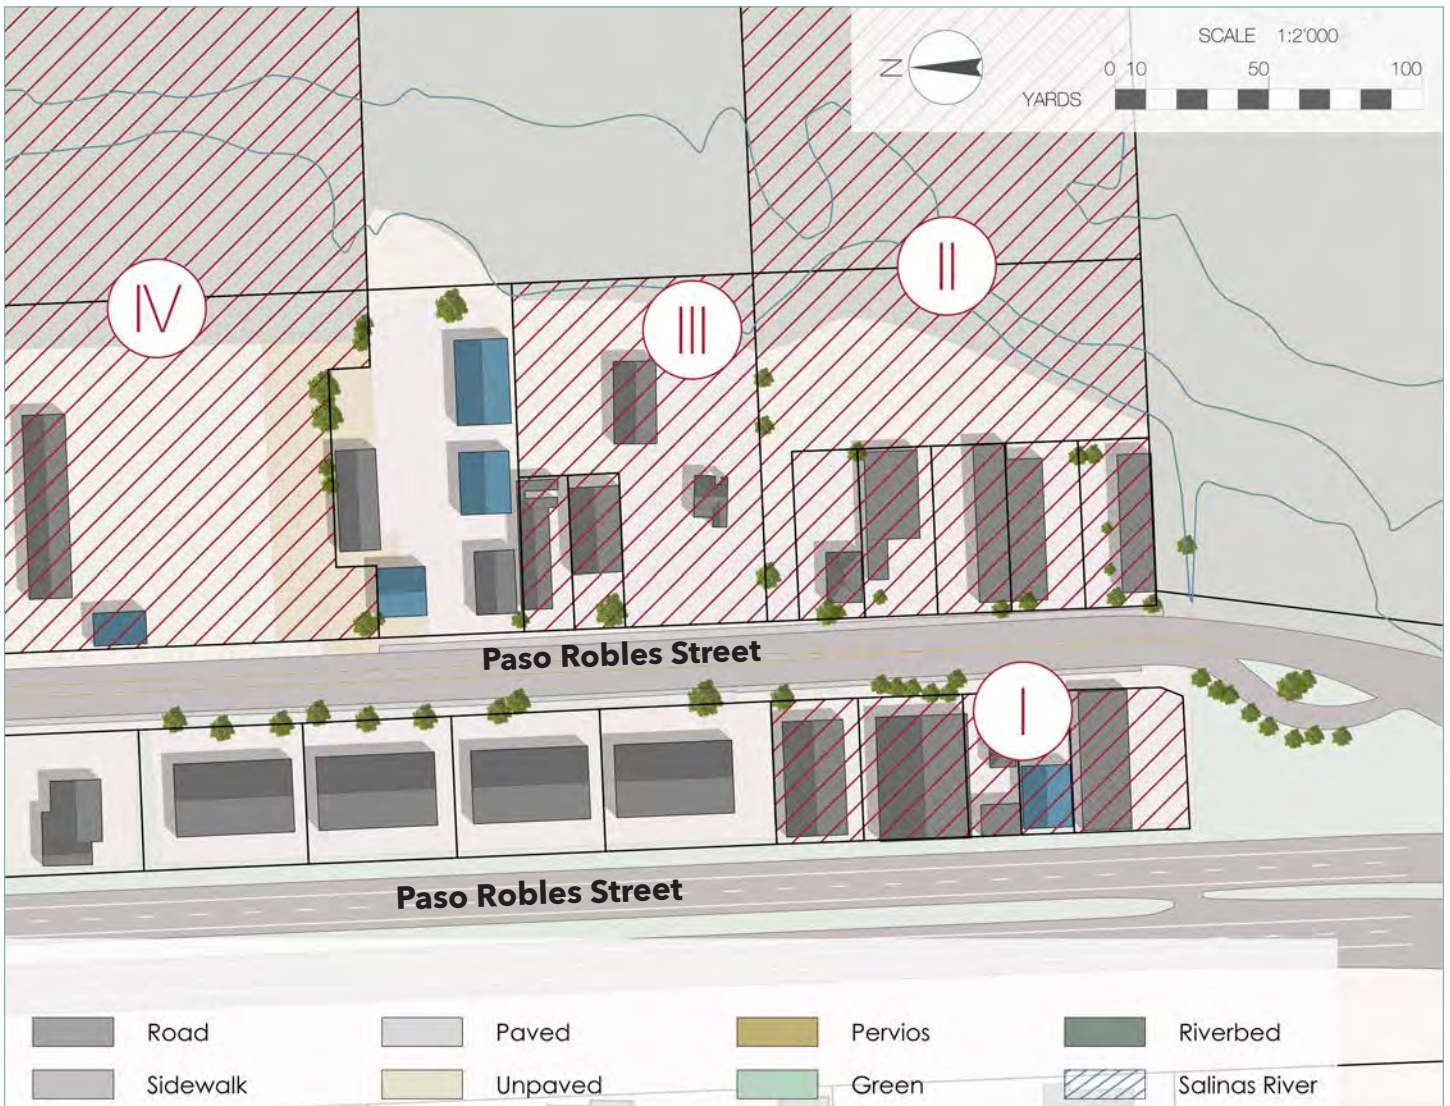 SCALE 1:2'000
N
0 10 50 100
YARDS
II
IV
III
Paso Robles Street
I
Paso Robles Street
Road Paved Pervios Riverbed
Sidewalk Unpaved Green Salinas River